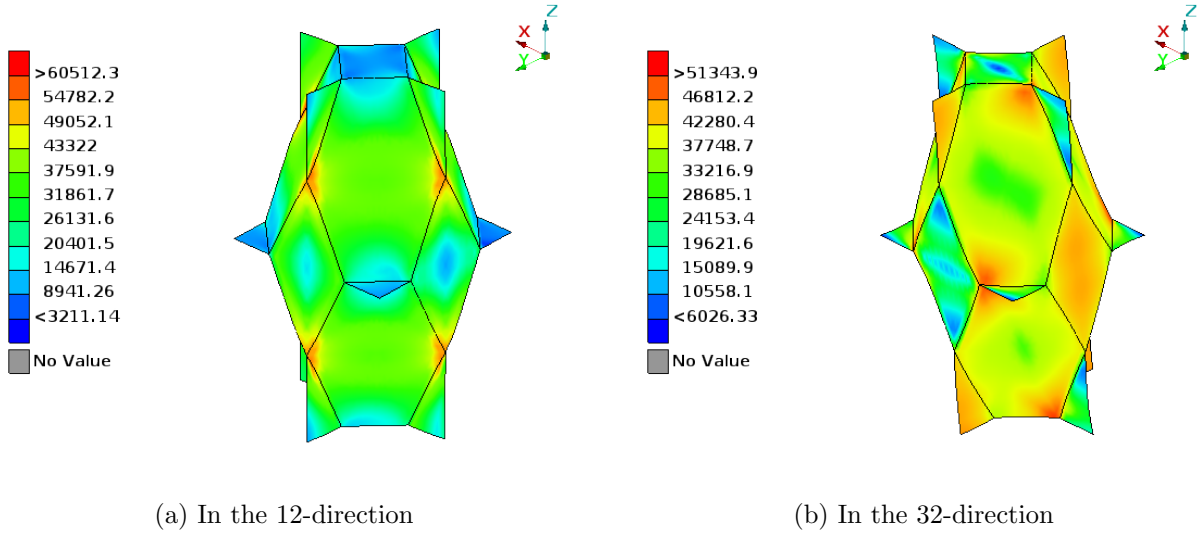 X
Y
Z
>60512.3
54782.2
49052.1
43322
37591.9
31861.7
26131.6
20401.5
14671.4
8941.26
<3211.14
No Value
X
Y
Z
>51343.9
46812.2
42280.4
37748.7
33216.9
28685.1
24153.4
19621.6
15089.9
10558.1
<6026.33
No Value
(a) In the 12-direction
(b) In the 32-direction